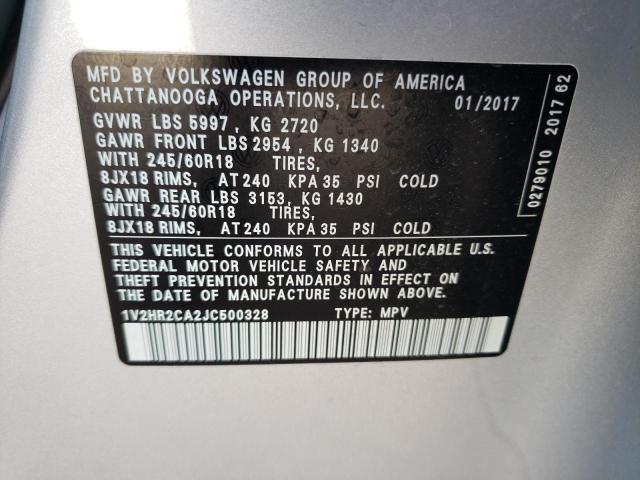 MFD BY VOLKSWAGEN GROUP OF AMERICA
CHATTANOOGA OPERATIONS, LLC. 01/2017
GVWR LBS 5997 , KG 2720
GAWR FRONT LBS 2954 , KG 1340
WITH 245/60R18 TIRES,
8JX18 RIMS, AT 240 KPA 35 PSI COLD
GAWR REAR LBS 3153, KG 1430
WITH 245/60R18 TIRES,
8JX18 RIMS, AT 240 KPA 35 PSI COLD
THIS VEHICLE CONFORMS TO ALL APPLICABLE U.S.
FEDERAL MOTOR VEHICLE SAFETY AND
THEFT PREVENTION STANDARDS IN EFFECT ON
THE DATE OF MANUFACTURE SHOWN ABOVE
1V2HR2CA2JC500328 TYPE: MPV
0279010 2017 62